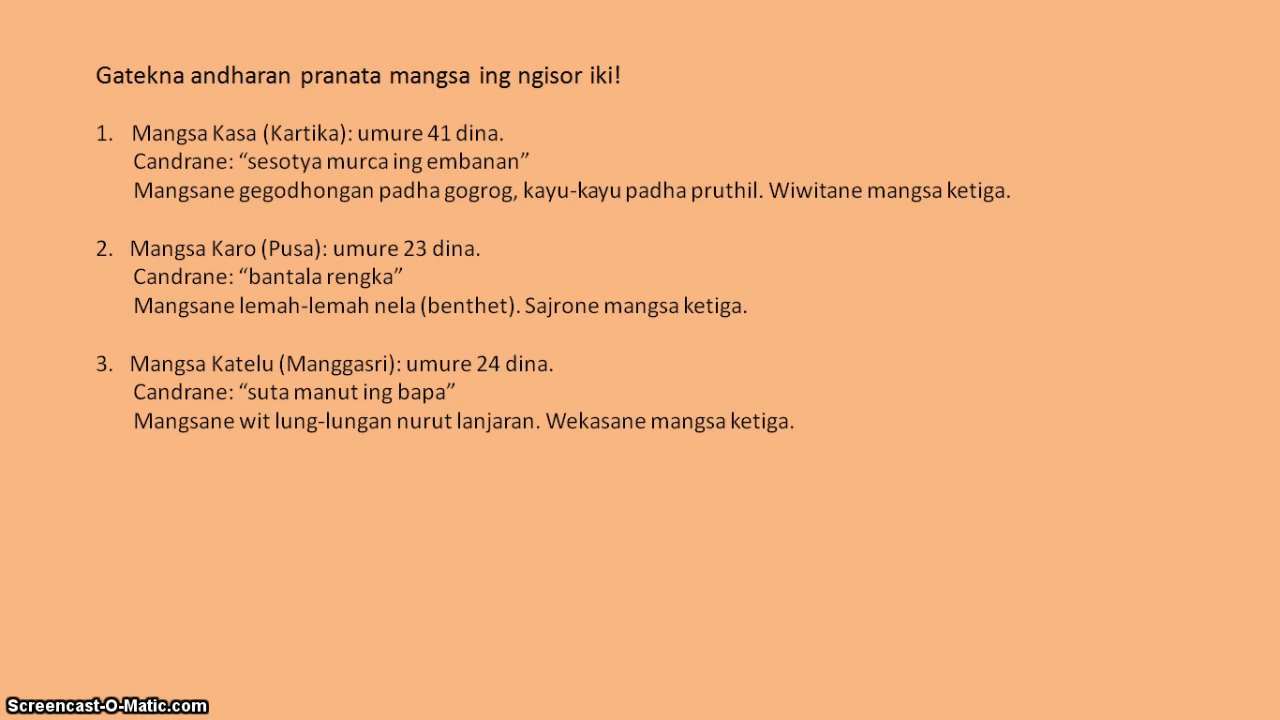 Gatekna andharan pranata mangsa ing ngisor iki!
1. Mangsa Kasa (Kartika): umure 41 dina.
Candrane: “sesotya murca ing embanan”
Mangsane gegodhongan padha gogrog, kayu-kayu padha pruthil. Wiwitane mangsa ketiga.
2. Mangsa Karo (Pusa): umure 23 dina.
Candrane: “bantala rengka”
Mangsane lemah-lemah nela (benthet). Sajrone mangsa ketiga.
3. Mangsa Katelu (Manggasri): umure 24 dina.
Candrane: “suta manut ing bapa”
Mangsane wit lung-lungan nurut lanjaran. Wekasane mangsa ketiga.
Screencast-O-Matic.com